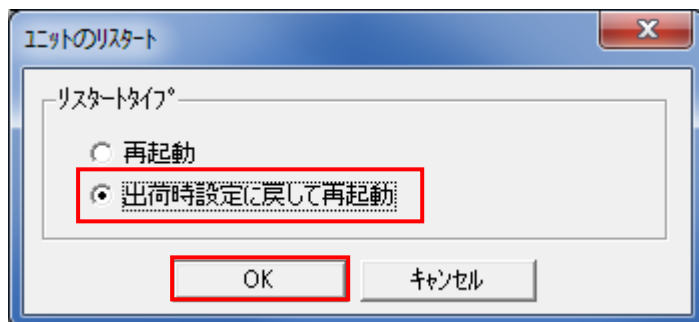 ﾕﾆｯﾄのﾘｽﾀｰﾄ
ﾘｽﾀｰﾄﾀｲﾌﾟ
再起動
出荷時設定に戻して再起動
OK
ｷｬﾝｾﾙ